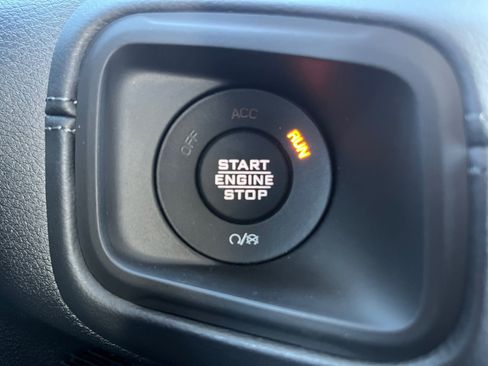 ACC
OFF
RUN
START
ENGINE
STOP